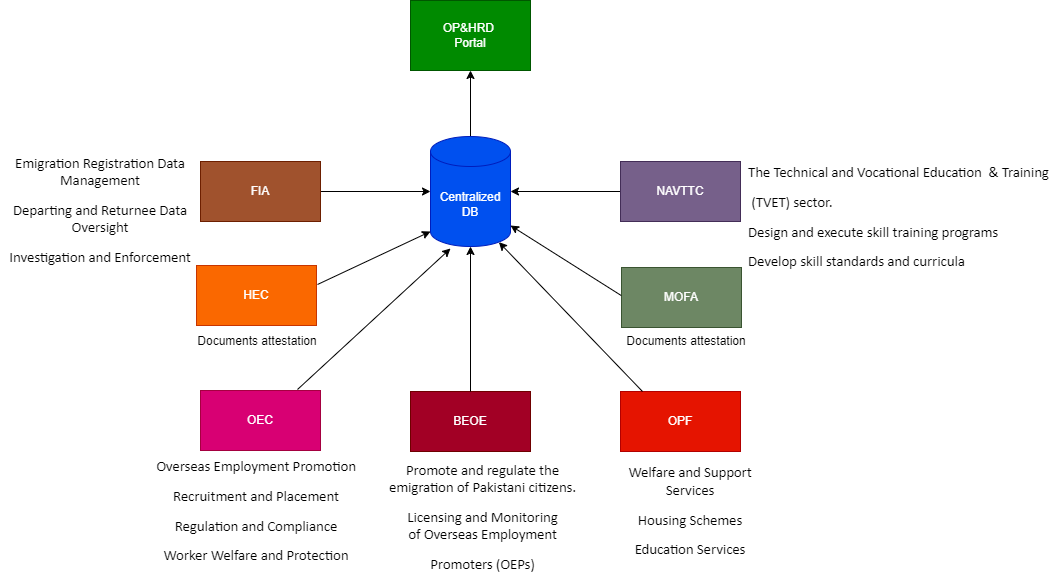 OP&HRD
Portal
Emigration Registration Data
Management
Departing and Returnee Data
Oversight
Investigation and Enforcement
FIA
Centralized
DB
NAVTTC
The Technical and Vocational Education & Training
(TVET) sector.
Design and execute skill training programs
Develop skill standards and curricula
HEC
Documents attestation
MOFA
Documents attestation
OEC
Overseas Employment Promotion
Recruitment and Placement
Regulation and Compliance
Worker Welfare and Protection
BEOE
Promote and regulate the
emigration of Pakistani citizens.
Licensing and Monitoring
of Overseas Employment
Promoters (OEPs)
OPF
Welfare and Support
Services
Housing Schemes
Education Services